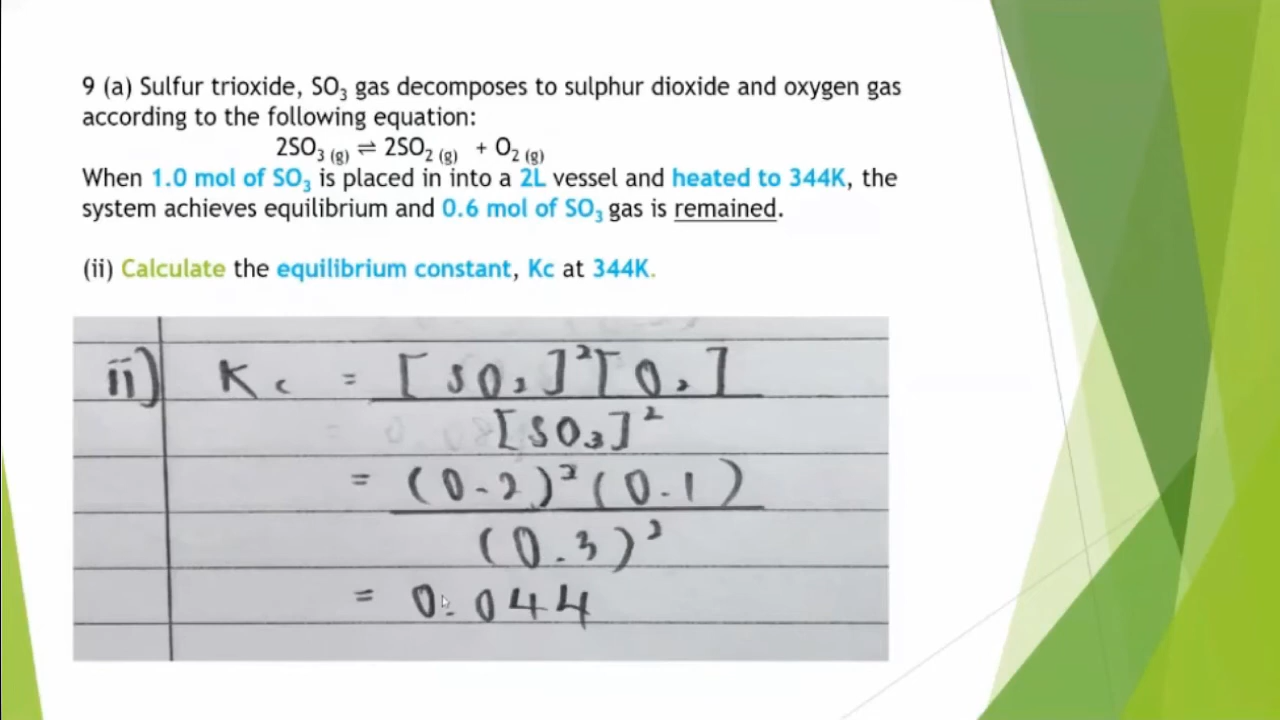 9 (a) Sulfur trioxide, SO₃ gas decomposes to sulphur dioxide and oxygen gas
according to the following equation:
2SO₃ (g) ⇌ 2SO₂ (g) + O₂ (g)
When 1.0 mol of SO₃ is placed in into a 2L vessel and heated to 344K, the
system achieves equilibrium and 0.6 mol of SO₃ gas is remained.
(ii) Calculate the equilibrium constant, Kc at 344K.
ii) Kc = [SO₂]²[O₂]
[SO₃]²
= (0.2)²(0.1)
(0.3)²
= 0.044